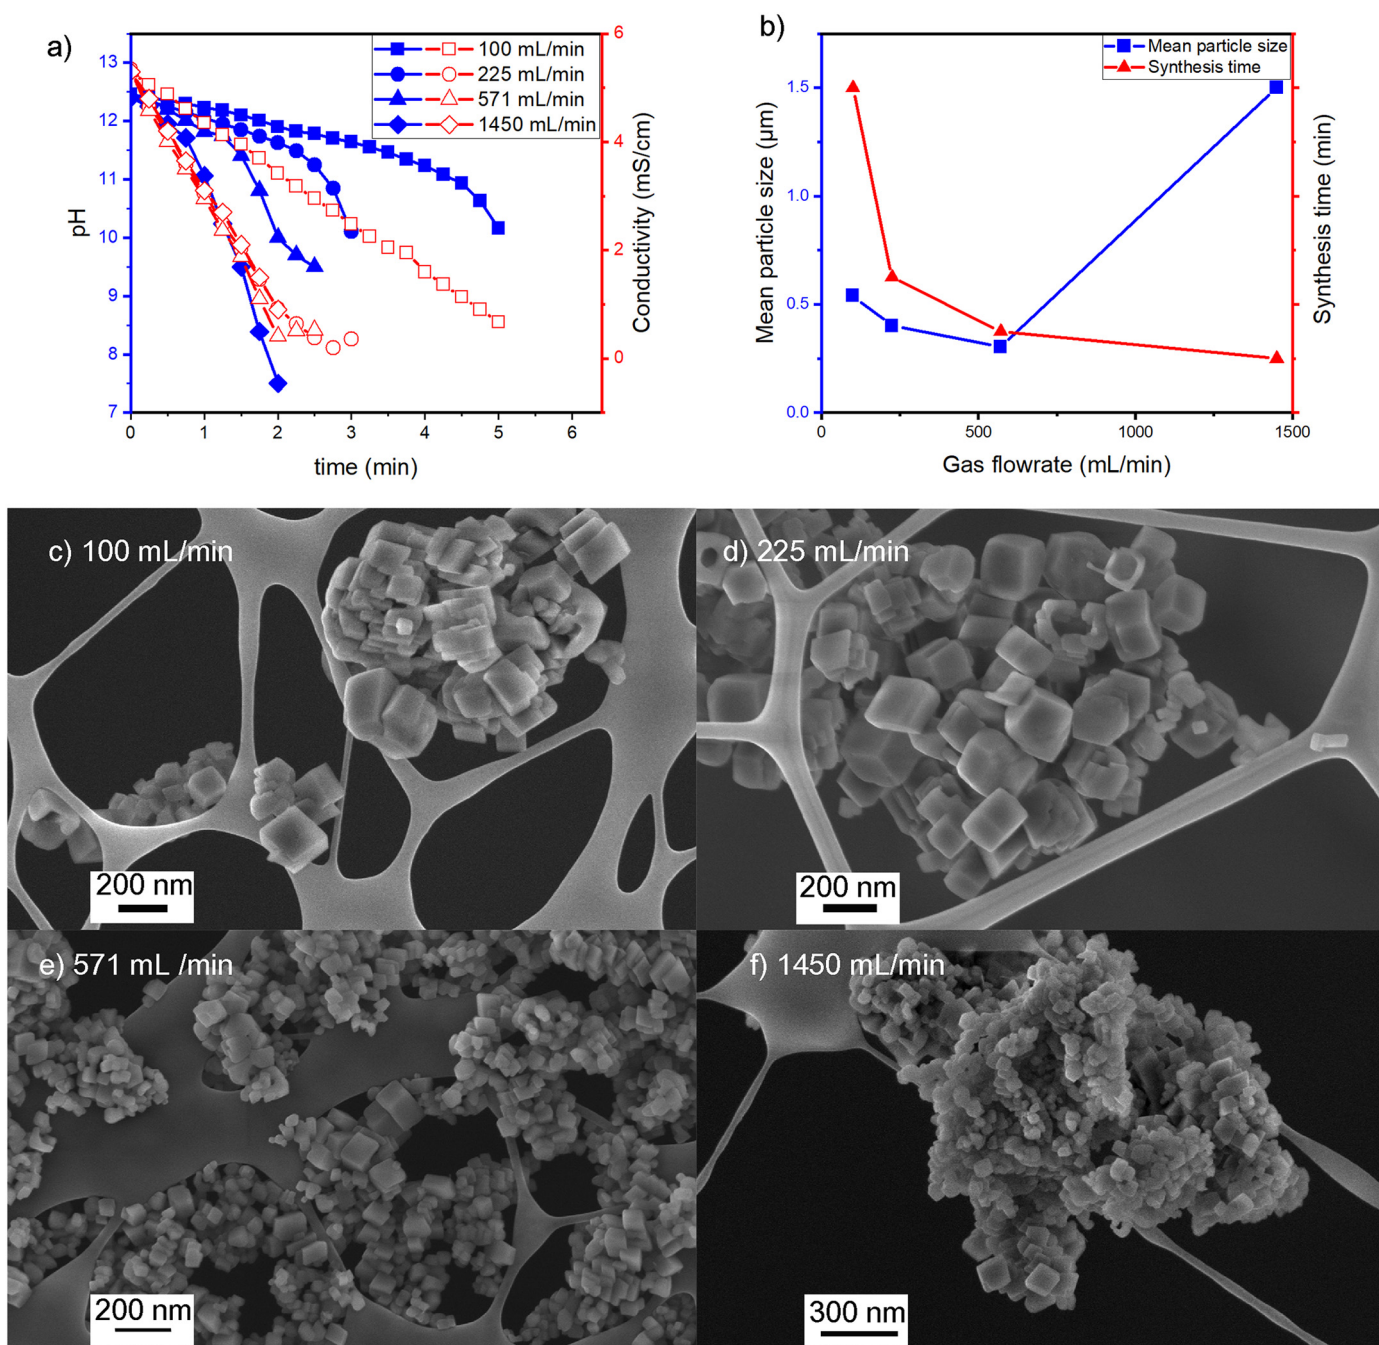 a)
100 mL/min
225 mL/min
571 mL/min
1450 mL/min
pH
13
12
11
10
9
8
7
0
1
2
3
4
5
6
time (min)
6
4
2
0
Conductivity (mS/cm)
b)
Mean particle size
Synthesis time
Mean particle size (µm)
1.5
1.0
0.5
0.0
0
500
1000
1500
Gas flowrate (mL/min)
Synthesis time (min)
c) 100 mL/min
200 nm
d) 225 mL/min
200 nm
e) 571 mL /min
200 nm
f) 1450 mL/min
300 nm